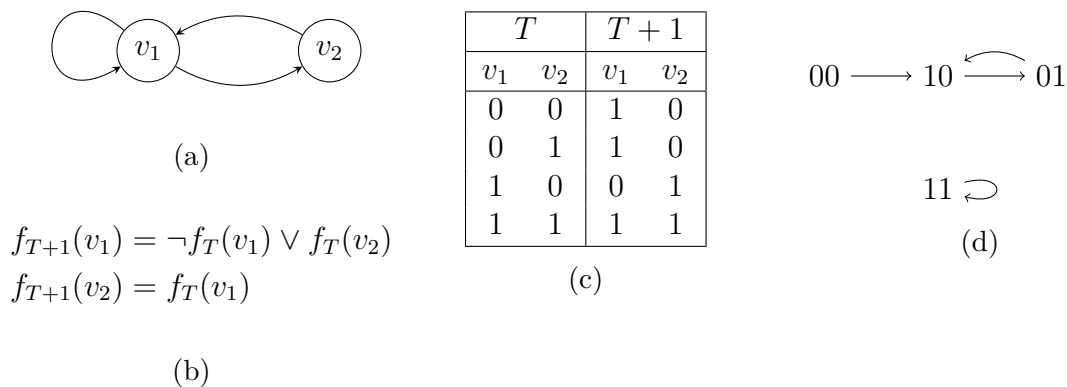 v₁ v₂
(a)
f_{T+1}(v₁) = ¬f_T(v₁) ∨ f_T(v₂)
f_{T+1}(v₂) = f_T(v₁)
(b)
T T + 1
v₁ v₂ v₁ v₂
0 0 1 0
0 1 1 0
1 0 0 1
1 1 1 1
(c)
00 10 01
11
(d)